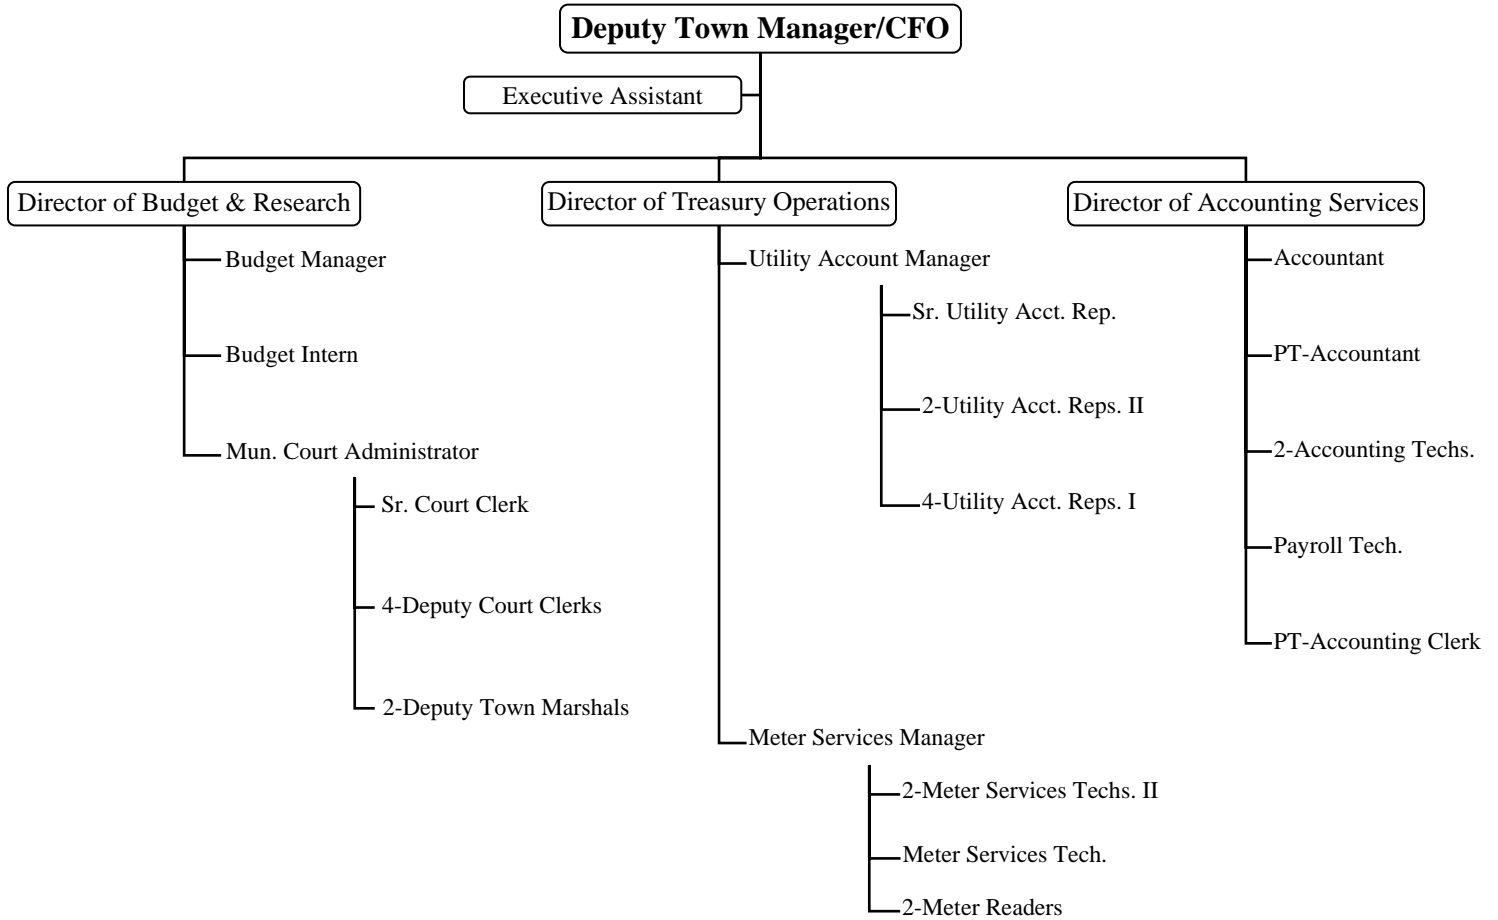 Deputy Town Manager/CFO
Executive Assistant
Director of Budget & Research
Budget Manager
Budget Intern
Mun. Court Administrator
Sr. Court Clerk
4-Deputy Court Clerks
2-Deputy Town Marshals
Director of Treasury Operations
Utility Account Manager
Sr. Utility Acct. Rep.
2-Utility Acct. Reps. II
4-Utility Acct. Reps. I
Meter Services Manager
2-Meter Services Techs. II
Meter Services Tech.
2-Meter Readers
Director of Accounting Services
Accountant
PT-Accountant
2-Accounting Techs.
Payroll Tech.
PT-Accounting Clerk